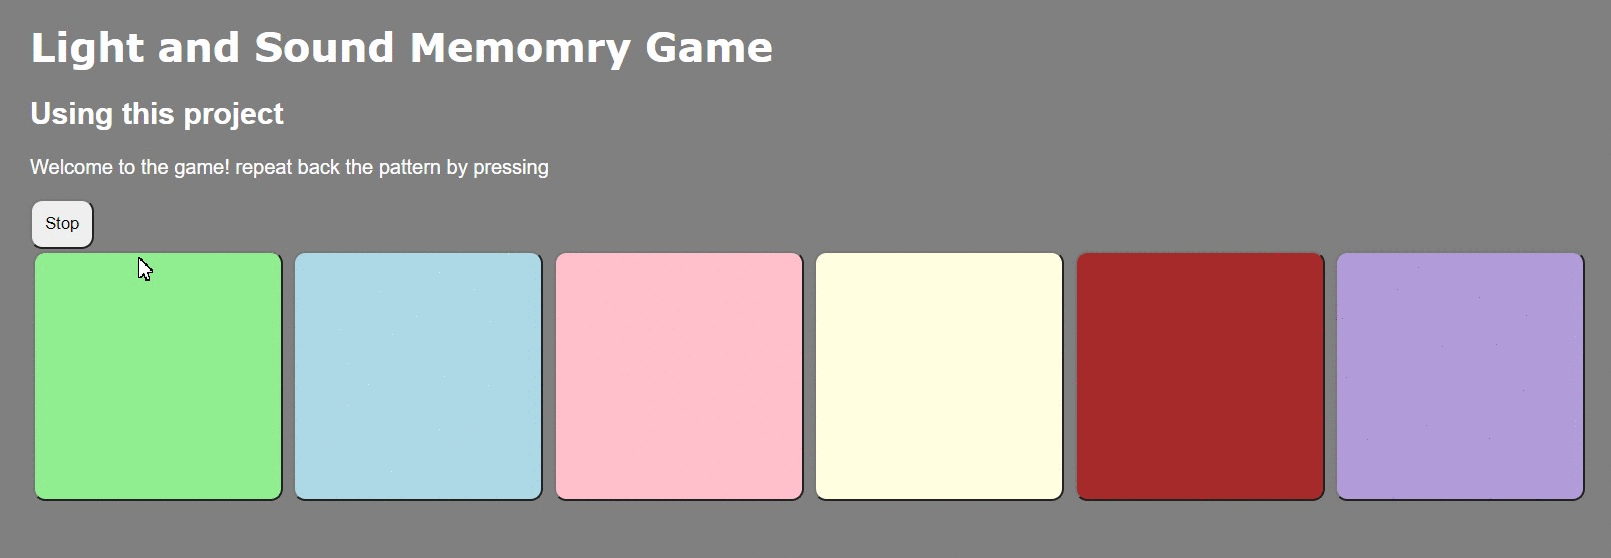 Light and Sound Memomry Game
Using this project
Welcome to the game! repeat back the pattern by pressing
Stop